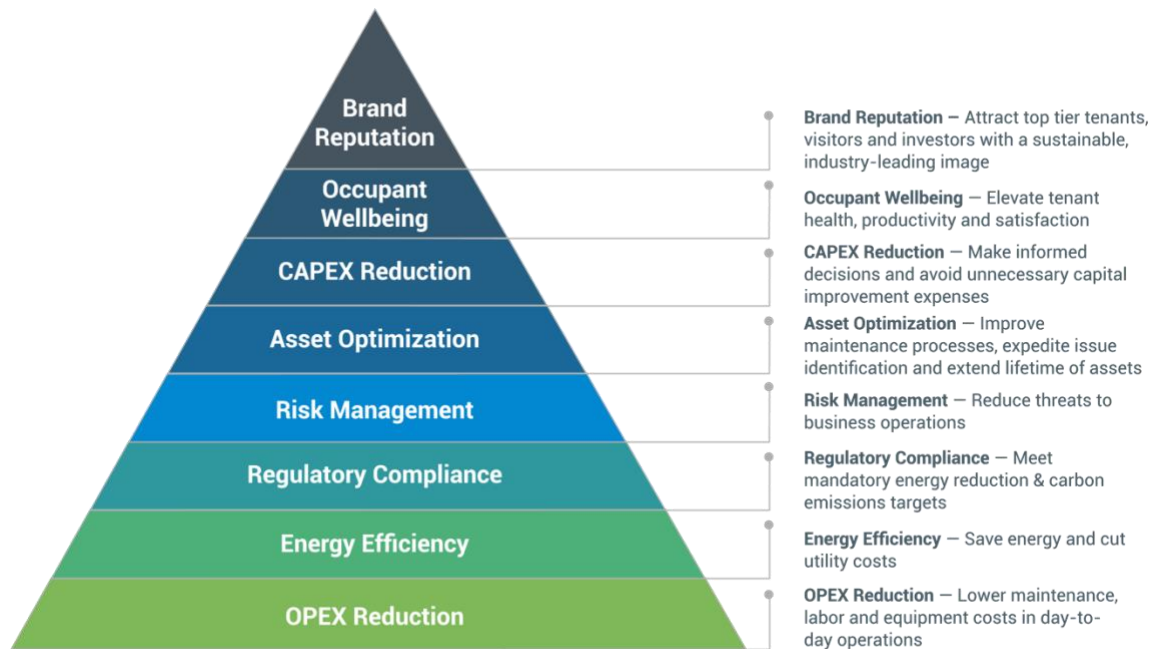 Brand
Reputation
Occupant
Wellbeing
CAPEX Reduction
Asset Optimization
Risk Management
Regulatory Compliance
Energy Efficiency
OPEX Reduction
Brand Reputation — Attract top tier tenants,
visitors and investors with a sustainable,
industry-leading image
Occupant Wellbeing — Elevate tenant
health, productivity and satisfaction
CAPEX Reduction — Make informed
decisions and avoid unnecessary capital
improvement expenses
Asset Optimization — Improve
maintenance processes, expedite issue
identification and extend lifetime of assets
Risk Management — Reduce threats to
business operations
Regulatory Compliance — Meet
mandatory energy reduction & carbon
emissions targets
Energy Efficiency — Save energy and cut
utility costs
OPEX Reduction — Lower maintenance,
labor and equipment costs in day-to-
day operations